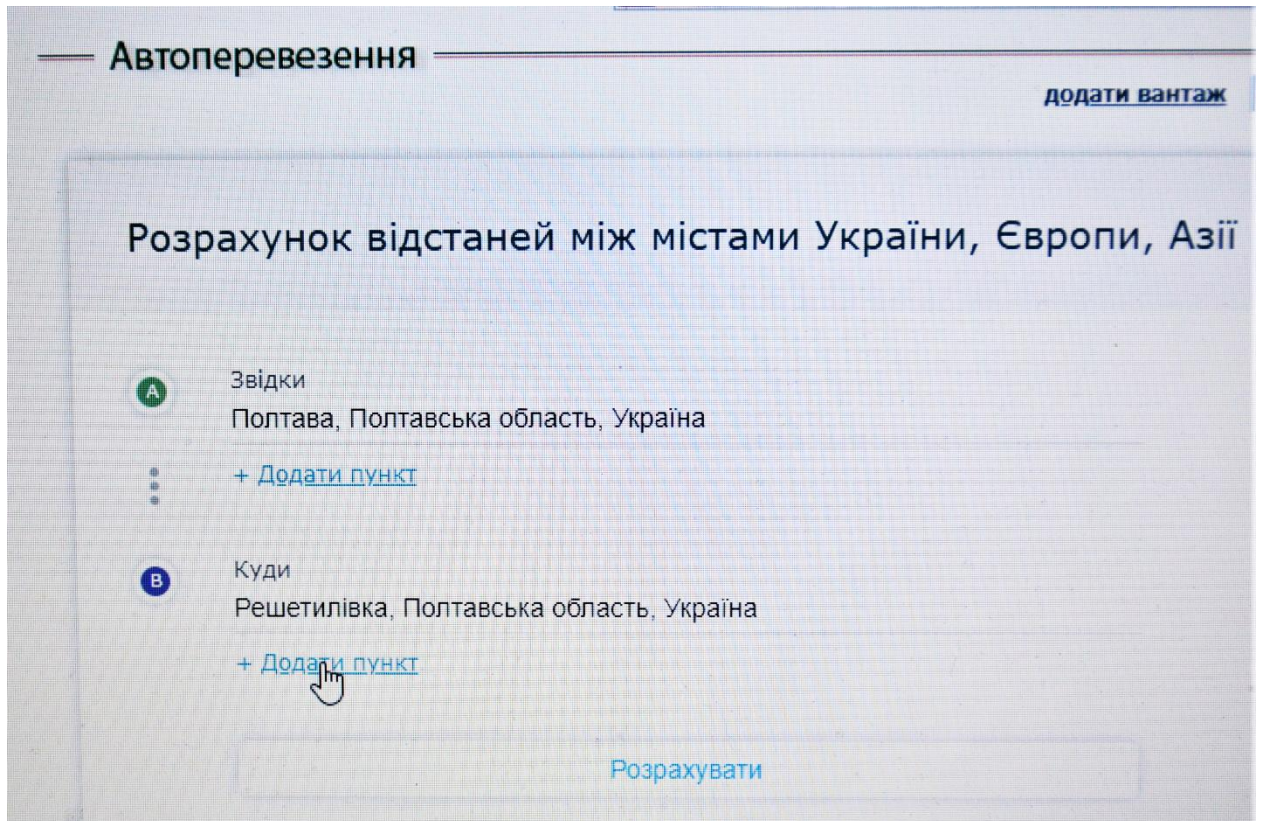 Автоперевезення
додати вантаж
Розрахунок відстаней між містами України, Європи, Азії
A
Звідки
Полтава, Полтавська область, Україна
+ Додати пункт
B
Куди
Решетилівка, Полтавська область, Україна
+ Додати пункт
Розрахувати